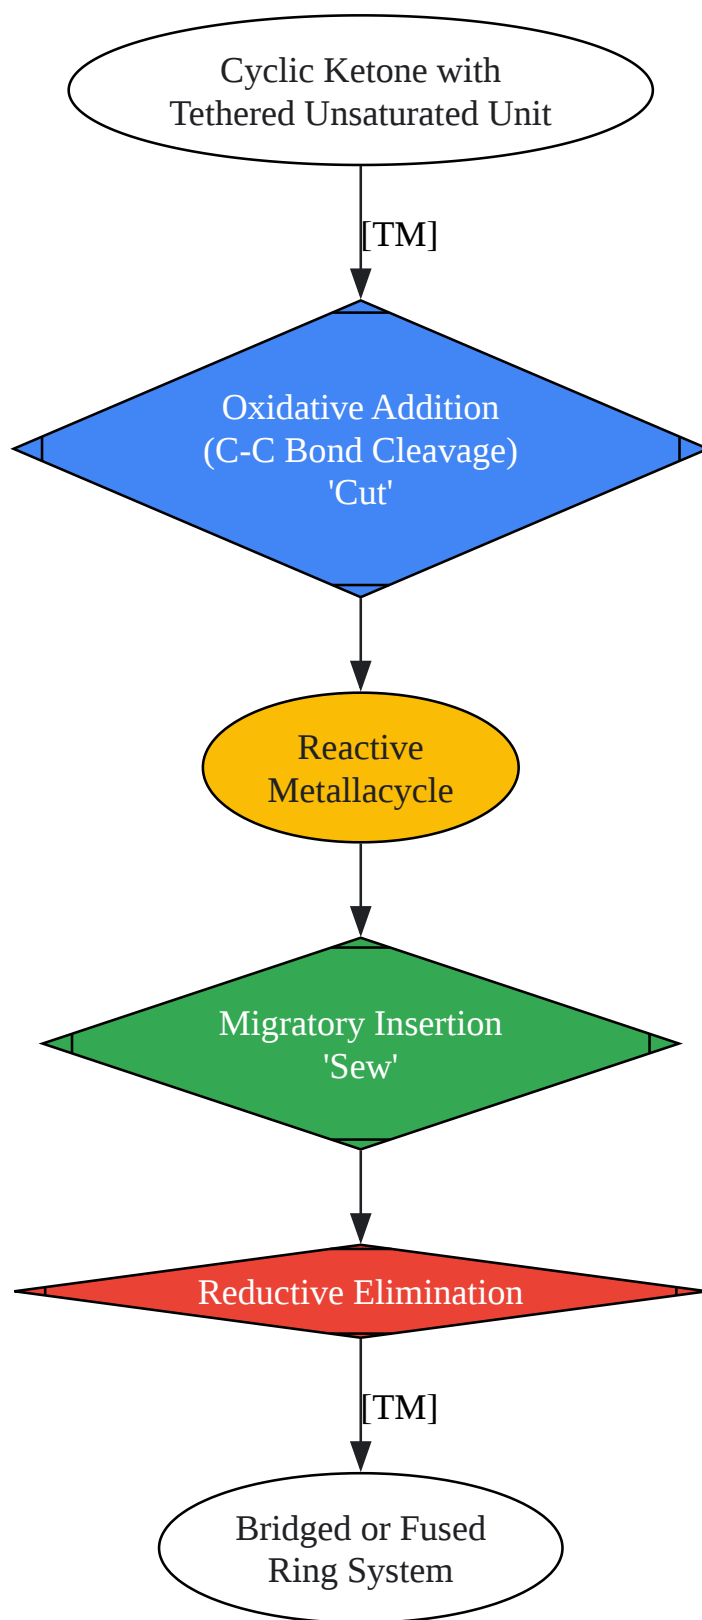 Cyclic Ketone with
Tethered Unsaturated Unit
[TM]
Oxidative Addition
(C-C Bond Cleavage)
'Cut'
Reactive
Metallacycle
Migratory Insertion
'Sew'
Reductive Elimination
[TM]
Bridged or Fused
Ring System